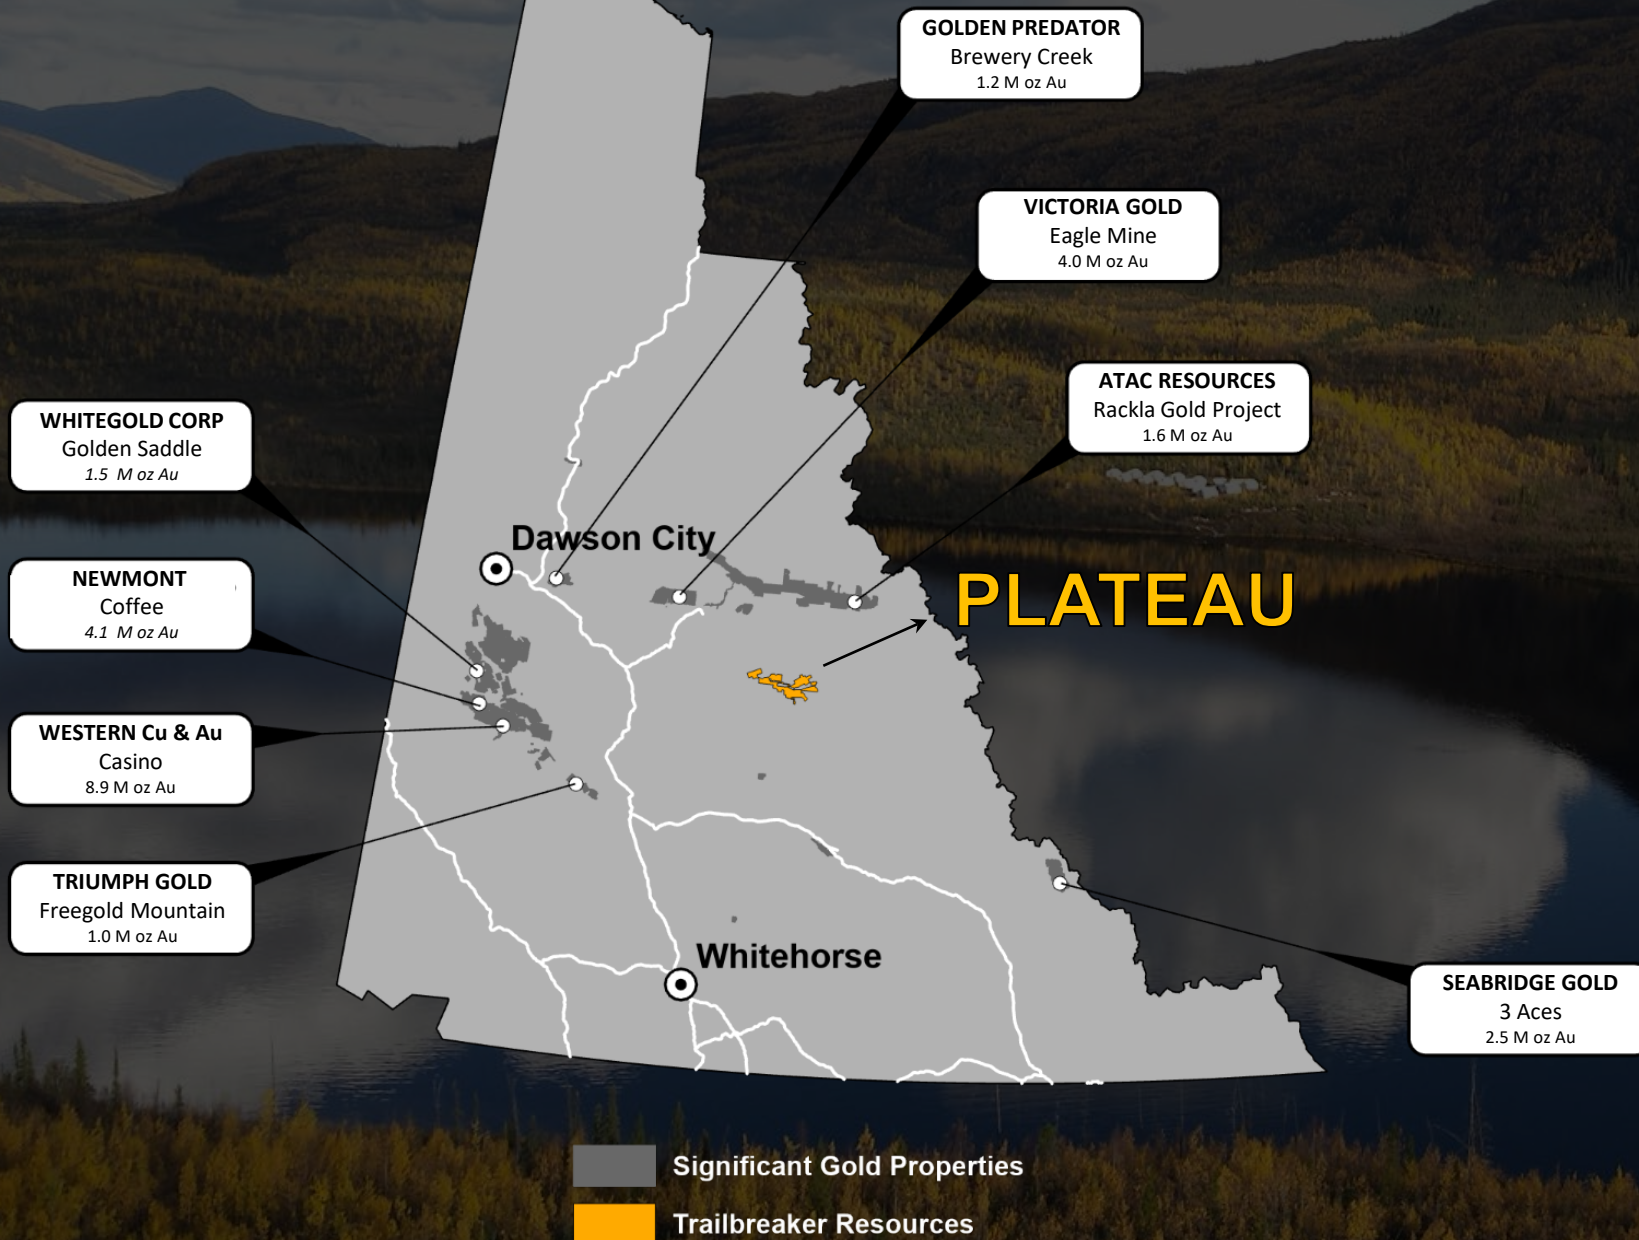 GOLDEN PREDATOR
Brewery Creek
1.2 M oz Au
VICTORIA GOLD
Eagle Mine
4.0 M oz Au
ATAC RESOURCES
Rackla Gold Project
1.6 M oz Au
WHITEGOLD CORP
Golden Saddle
1.5 M oz Au
Dawson City
NEWMONT
Coffee
4.1 M oz Au
PLATEAU
WESTERN Cu & Au
Casino
8.9 M oz Au
TRIUMPH GOLD
Freegold Mountain
1.0 M oz Au
Whitehorse
SEABRIDGE GOLD
3 Aces
2.5 M oz Au
Significant Gold Properties
Trailbreaker Resources